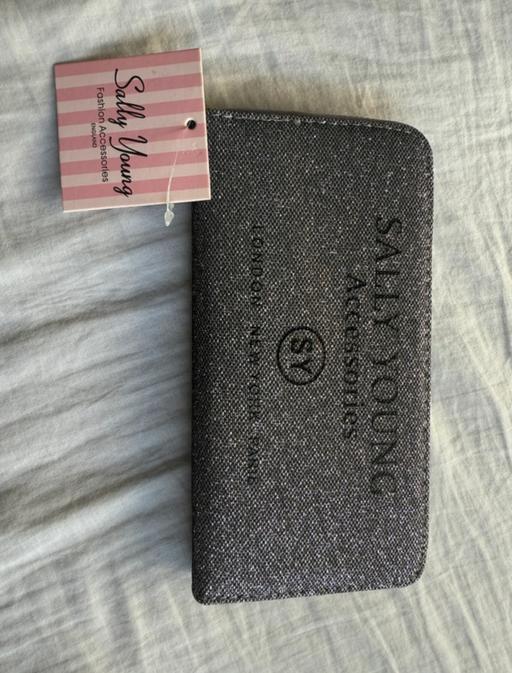 Sally Young
Fashion Accessories
ENGLAND
SALLY YOUNG
Accessories
SY
LONDON NEW YORK PARIS